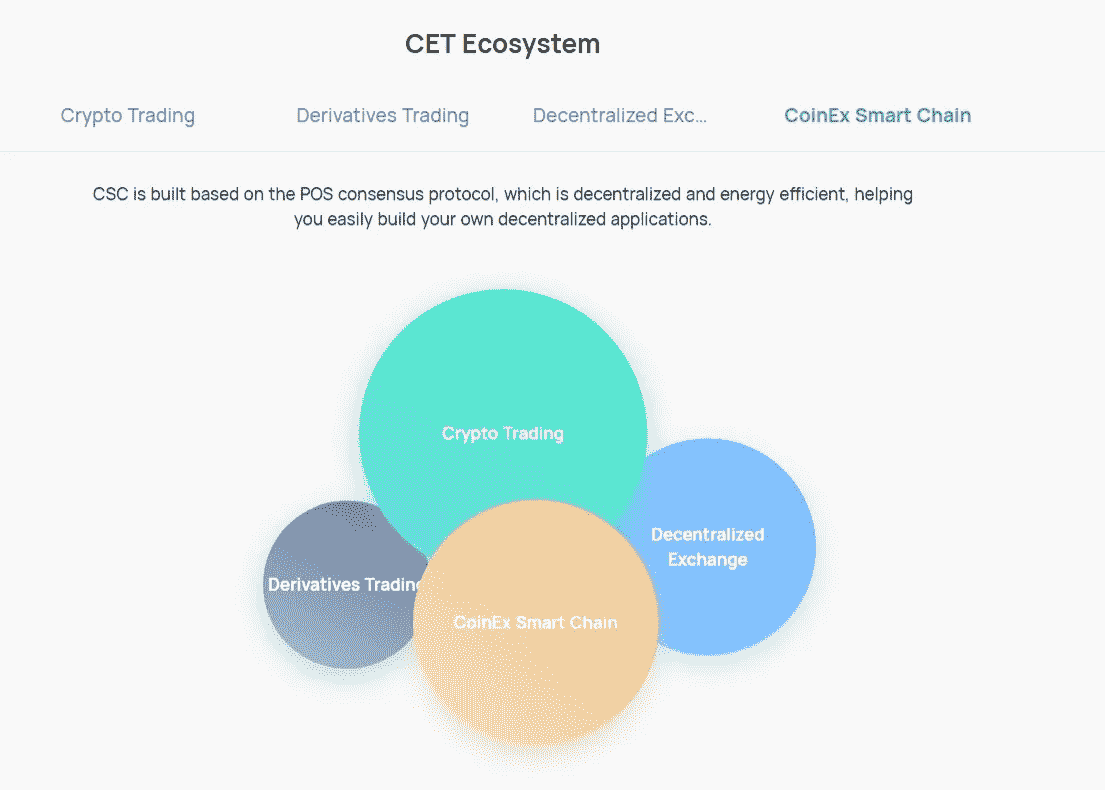 CET Ecosystem
Crypto Trading
Derivatives Trading
Decentralized Exc...
CoinEx Smart Chain
CSC is built based on the POS consensus protocol, which is decentralized and energy efficient, helping
you easily build your own decentralized applications.
Crypto Trading
Decentralized
Exchange
Derivatives Trading
CoinEx Smart Chain